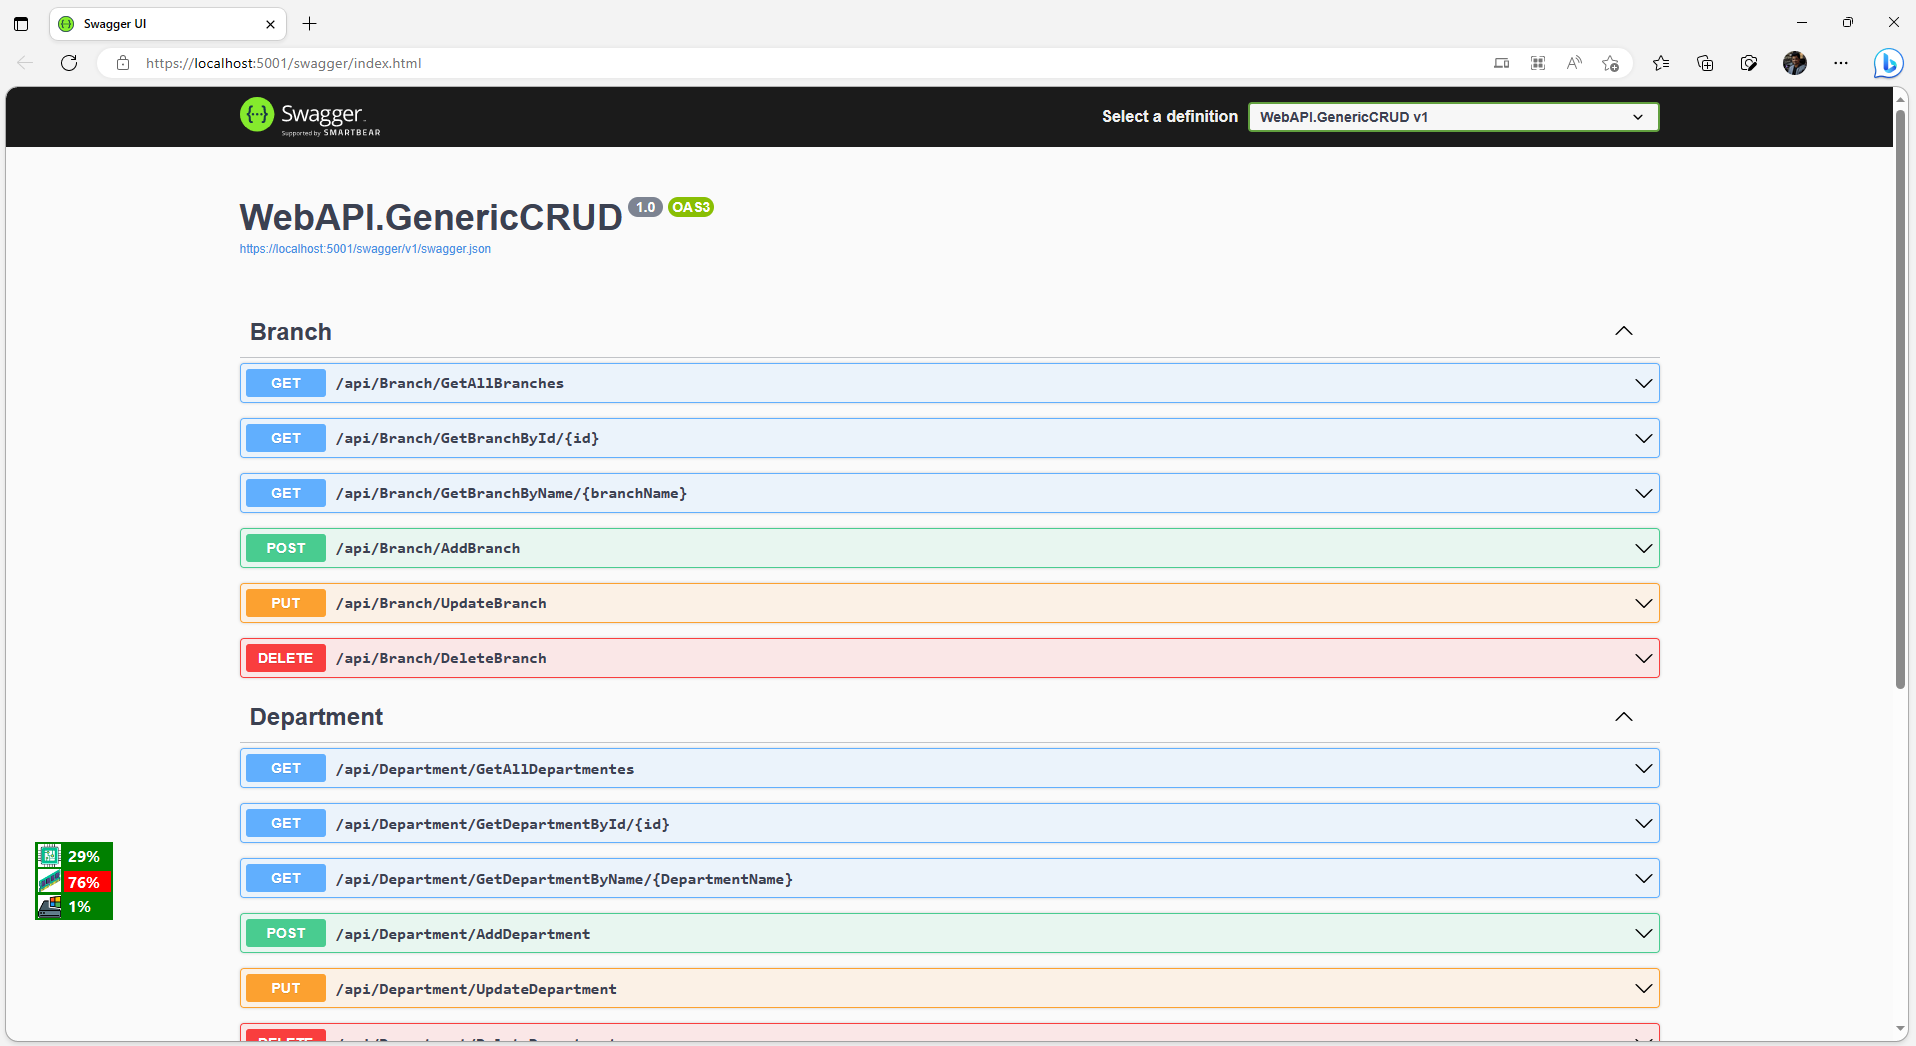 Swagger UI
https://localhost:5001/swagger/index.html
Swagger
Supported by SMARTBEAR
Select a definition
WebAPI.GenericCRUD v1
WebAPI.GenericCRUD 1.0 OAS3
https://localhost:5001/swagger/v1/swagger.json
Branch
GET /api/Branch/GetAllBranches
GET /api/Branch/GetBranchById/{id}
GET /api/Branch/GetBranchByName/{branchName}
POST /api/Branch/AddBranch
PUT /api/Branch/UpdateBranch
DELETE /api/Branch/DeleteBranch
Department
GET /api/Department/GetAllDepartmentes
GET /api/Department/GetDepartmentById/{id}
GET /api/Department/GetDepartmentByName/{DepartmentName}
POST /api/Department/AddDepartment
PUT /api/Department/UpdateDepartment
DELETE /api/Department/DeleteDepartment
29%
76%
1%